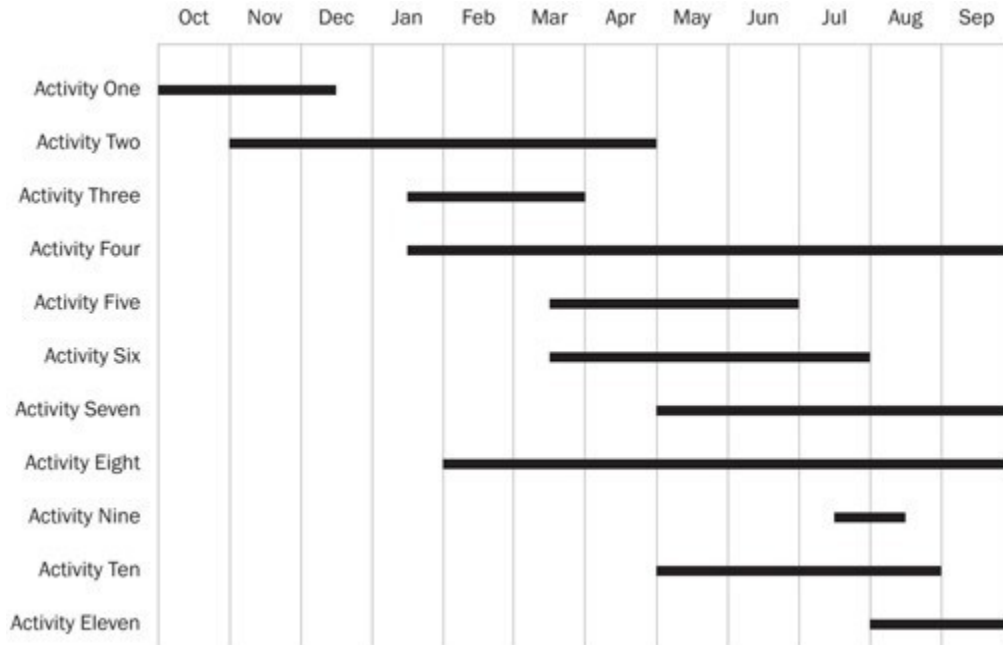 Oct Nov Dec Jan Feb Mar Apr May Jun Jul Aug Sep
Activity One
Activity Two
Activity Three
Activity Four
Activity Five
Activity Six
Activity Seven
Activity Eight
Activity Nine
Activity Ten
Activity Eleven